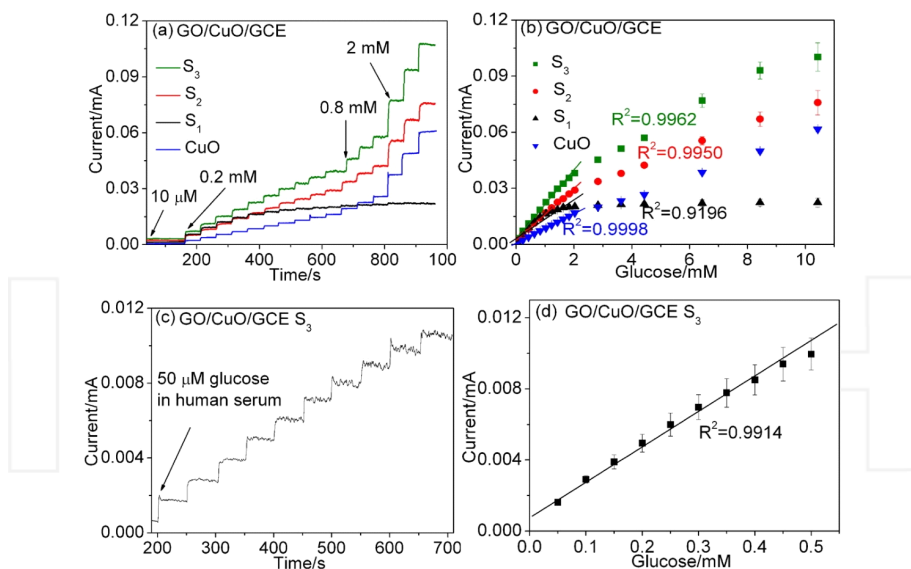 (a) GO/CuO/GCE
S3
S2
S1
CuO
10 μM
0.2 mM
0.8 mM
2 mM
0.12
0.09
0.06
0.03
0.00
Current/mA
200 400 600 800 1000
Time/s
(b) GO/CuO/GCE
S3
S2
S1
CuO
R2=0.9962
R2=0.9950
R2=0.9196
R2=0.9998
0.12
0.09
0.06
0.03
0.00
Current/mA
0 2 4 6 8 10
Glucose/mM
(c) GO/CuO/GCE S3
50 μM glucose
in human serum
0.012
0.008
0.004
0.000
Current/mA
200 300 400 500 600 700
Time/s
(d) GO/CuO/GCE S3
R2=0.9914
0.012
0.008
0.004
0.000
Current/mA
0.0 0.1 0.2 0.3 0.4 0.5
Glucose/mM